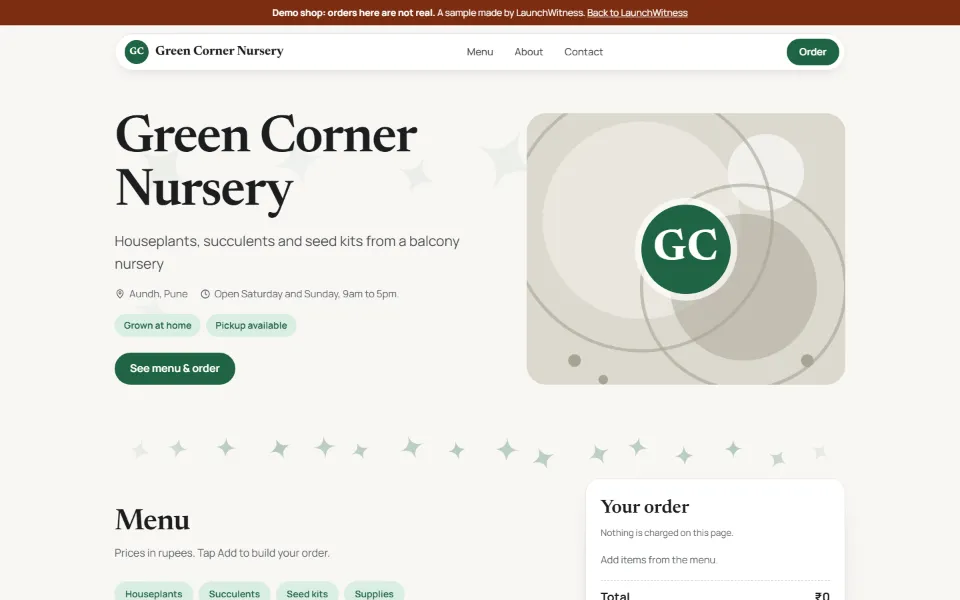 Demo shop: orders here are not real. A sample made by LaunchWitness. Back to LaunchWitness
GC Green Corner Nursery
Menu About Contact
Order
Green Corner
Nursery
Houseplants, succulents and seed kits from a balcony
nursery
Aundh, Pune Open Saturday and Sunday, 9am to 5pm.
Grown at home Pickup available
See menu & order
GC
Menu
Prices in rupees. Tap Add to build your order.
Houseplants Succulents Seed kits Supplies
Your order
Nothing is charged on this page.
Add items from the menu.
Total ₹0